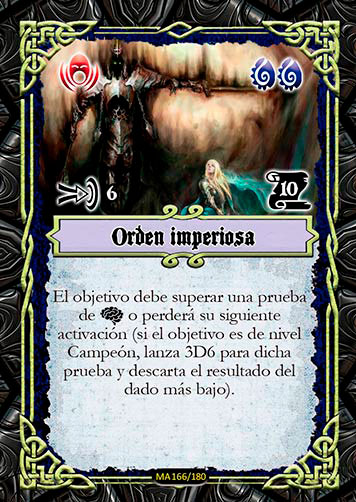 6
10
Orden imperiosa
El objetivo debe superar una prueba
de o perderá su siguiente
activación (si el objetivo es de nivel
Campeón, lanza 3D6 para dicha
prueba y descarta el resultado del
dado más bajo).
MA166/180